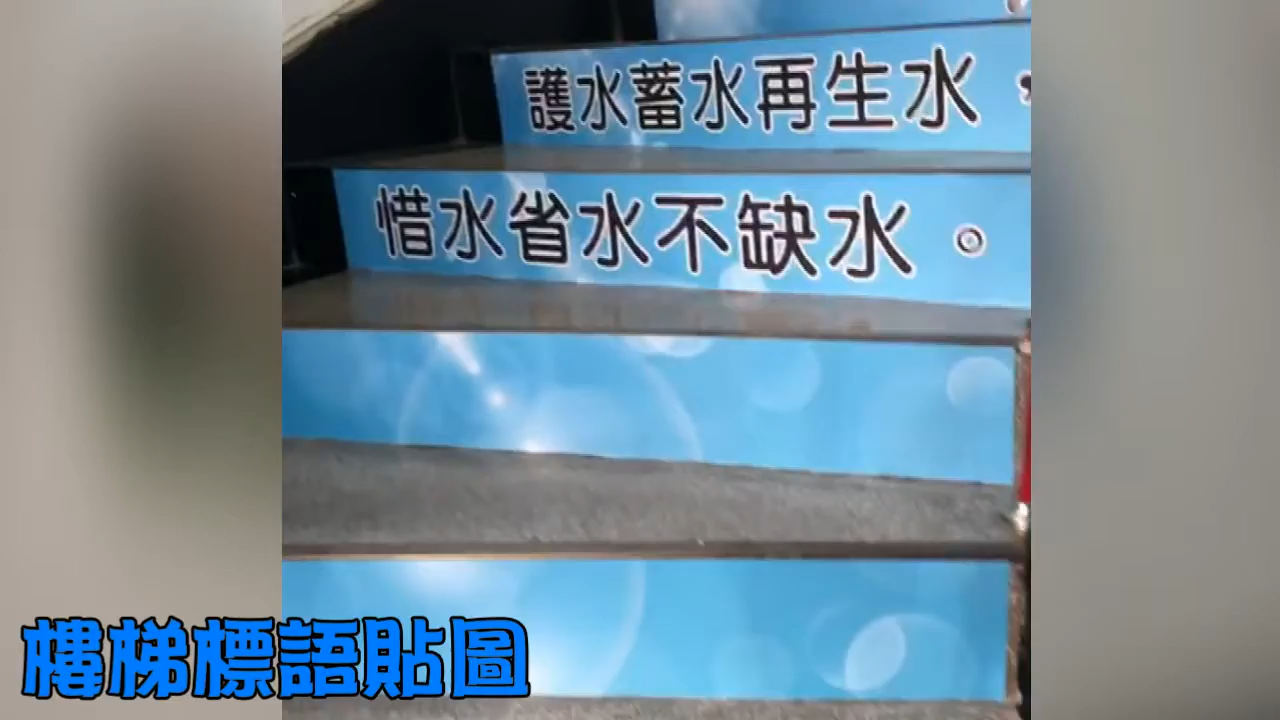 護水蓄水再生水，
惜水省水不缺水。
樓梯標語貼圖